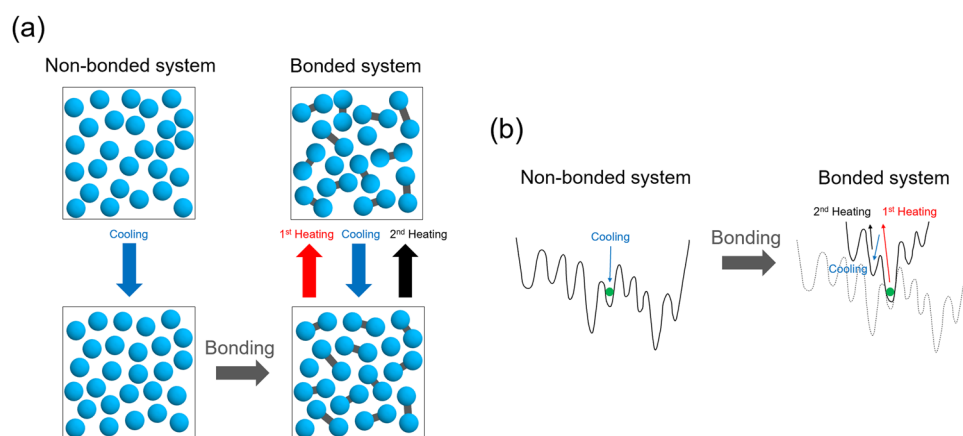 (a)
Non-bonded system
Bonded system
Cooling
1st Heating
Cooling
2nd Heating
Bonding
(b)
Non-bonded system
Bonded system
Cooling
Bonding
2nd Heating
1st Heating
Cooling